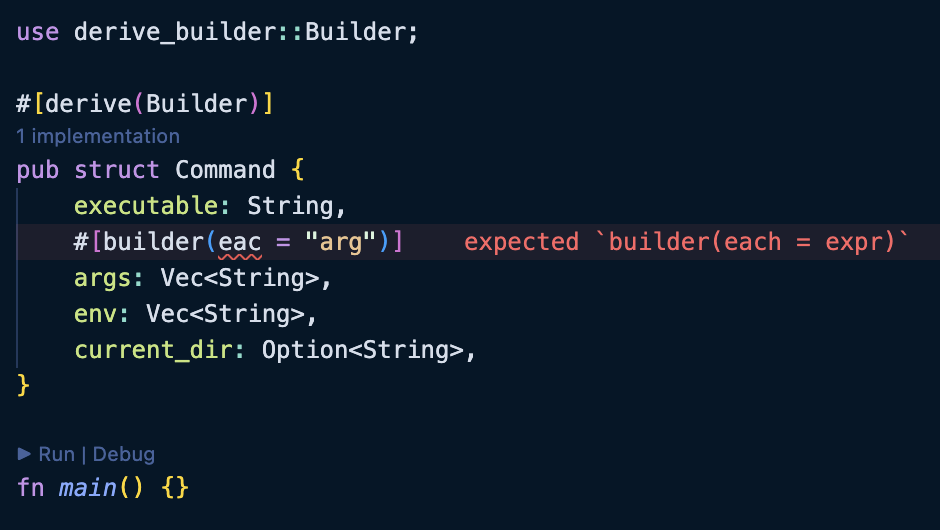 use derive_builder::Builder;
#[derive(Builder)]
1 implementation
pub struct Command {
executable: String,
#[builder(eac = "arg")] expected `builder(each = expr)`
args: Vec<String>,
env: Vec<String>,
current_dir: Option<String>,
}
▶ Run | Debug
fn main() {}